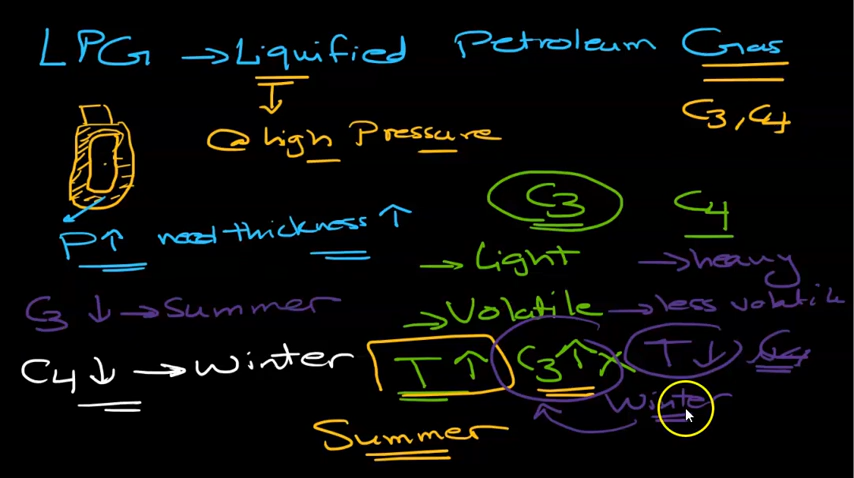 LPG → Liquified Petroleum Gas
C3, C4
@ high Pressure
C3 C4
P↑ need thickness ↑
→ Light → heavy
C3 ↓ → Summer → Volatile → less volatile
C4 ↓ → Winter T ↑ C3 ↑ X T ↓ C4
Winter
Summer